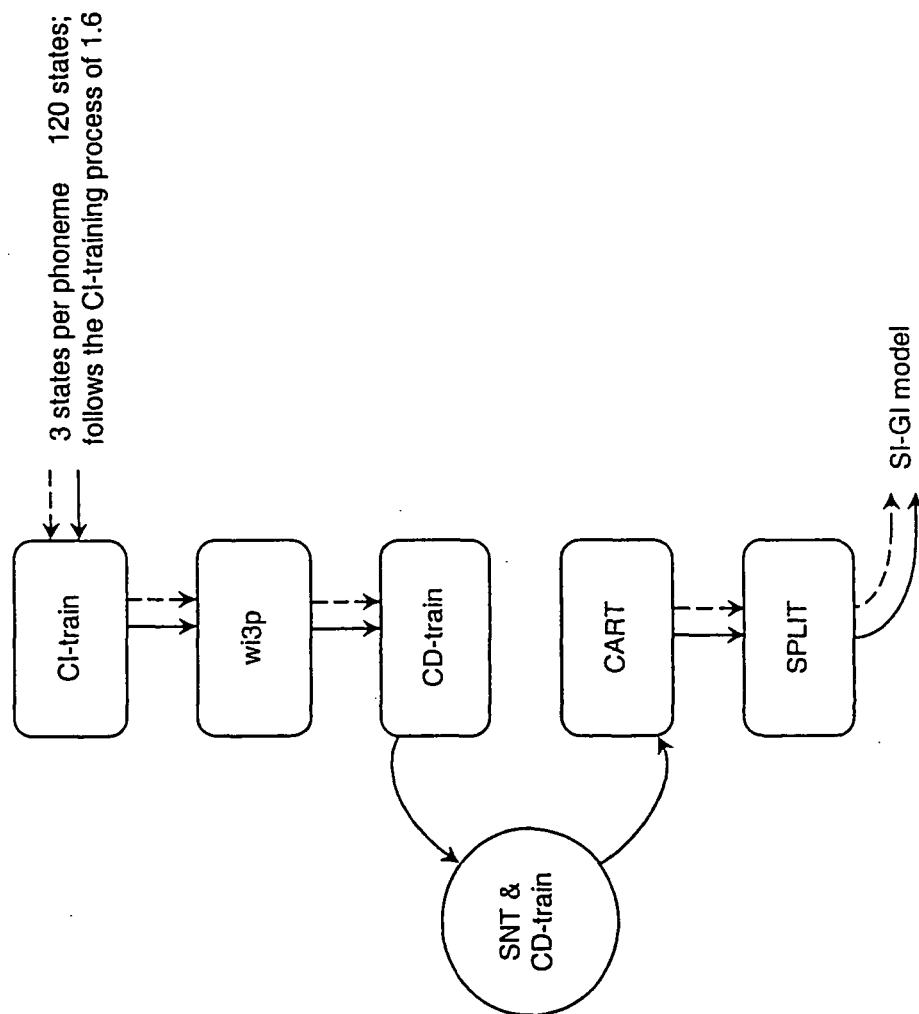 3 states per phoneme 120 states;
follows the CI-training process of 1.6
CI-train
wi3p
CD-train
SNT &
CD-train
CART
SPLIT
SI-GI model